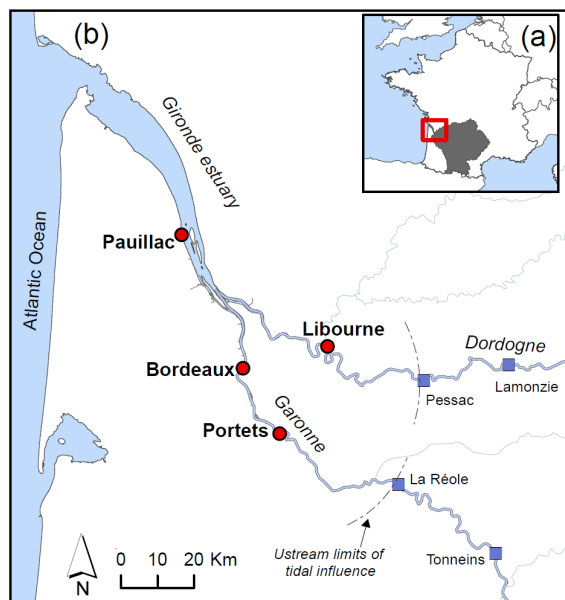 (b)
(a)
Gironde estuary
Pauillac
Atlantic Ocean
Libourne
Dordogne
Bordeaux
Pessac
Lamonzie
Garonne
Portets
La Réole
Ustream limits of
tidal influence
Tonneins
N
0 10 20 Km